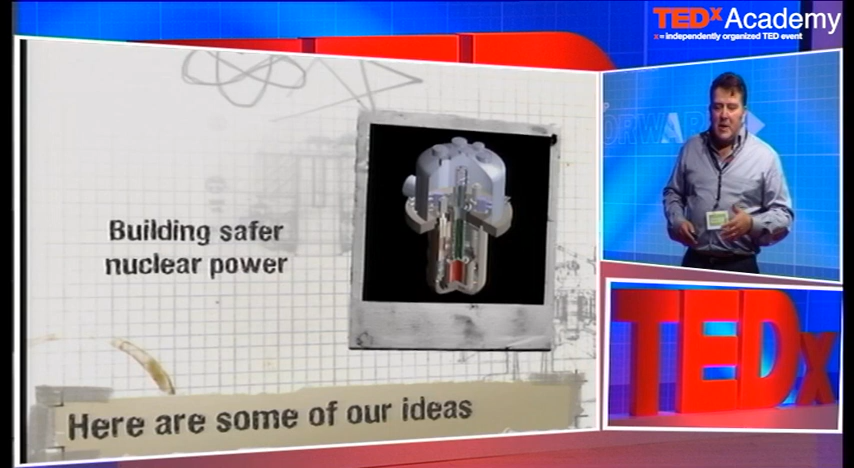 TEDx Academy
x = independently organized TED event
Building safer
nuclear power
Here are some of our ideas
TEDx